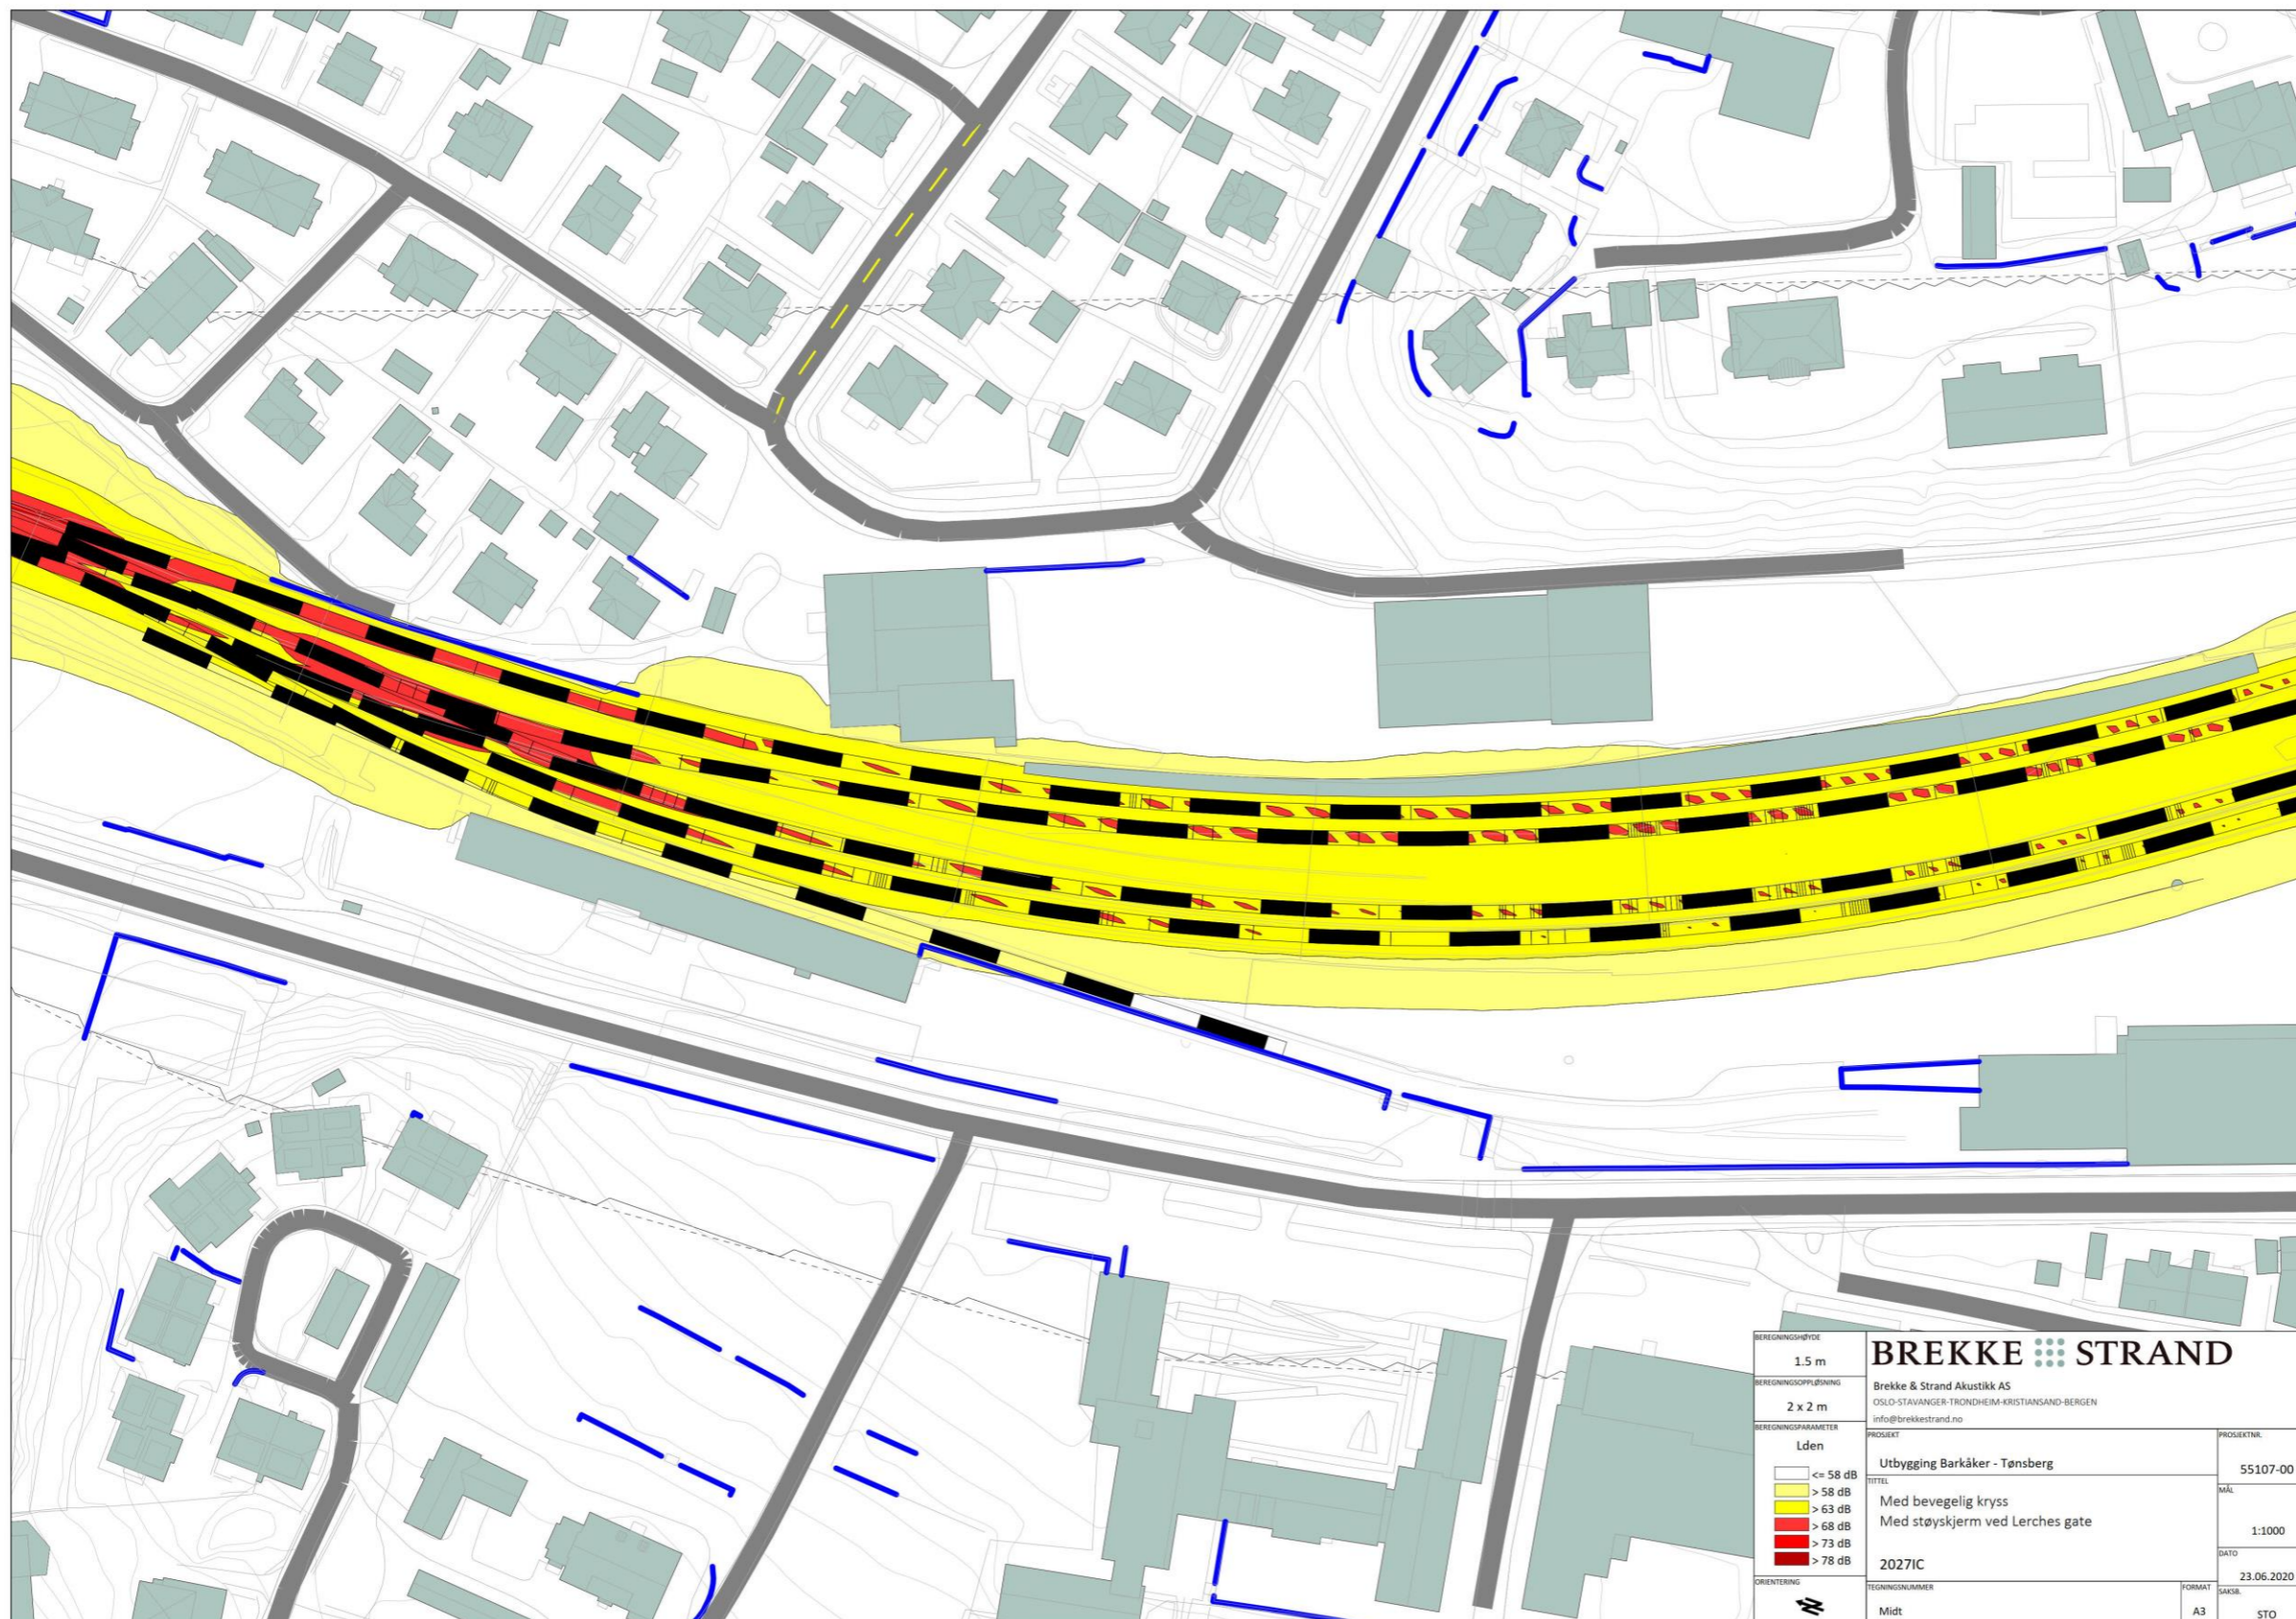 BEREGNINGSHØYDE
1.5 m
BEREGNINGSOPPLØSNING
2 x 2 m
BEREGNINGSPARAMETER
Lden
<= 58 dB
> 58 dB
> 63 dB
> 68 dB
> 73 dB
> 78 dB
ORIENTERING
BREKKE STRAND
Brekke & Strand Akustikk AS
OSLO-STAVANGER-TRONDHEIM-KRISTIANSAND-BERGEN
info@brekkestrand.no
PROSJEKT
Utbygging Barkåker - Tønsberg
PROSJEKTNR.
55107-00
TITTEL
Med bevegelig kryss
Med støyskjerm ved Lerches gate
2027IC
MÅL
1:1000
DATO
23.06.2020
TEGNINGSNUMMER
Midt
FORMAT
A3
SAKSB.
STO